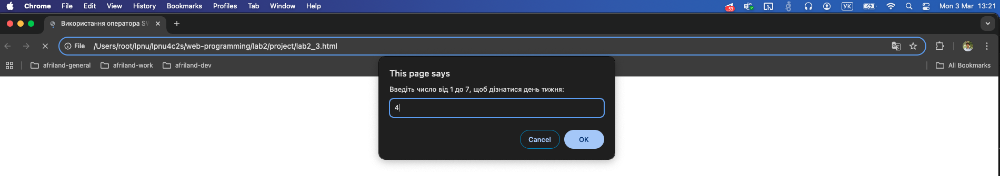 Chrome File Edit View History Bookmarks Profiles Tab Window Help .53 УК Mon 3 Mar 13:21
Використання оператора SW
File /Users/root/lpnu/lpnu4c2s/web-programming/lab2/project/lab2_3.html
afriland-general afriland-work afriland-dev All Bookmarks
This page says
Введіть число від 1 до 7, щоб дізнатися день тижня:
4
Cancel OK